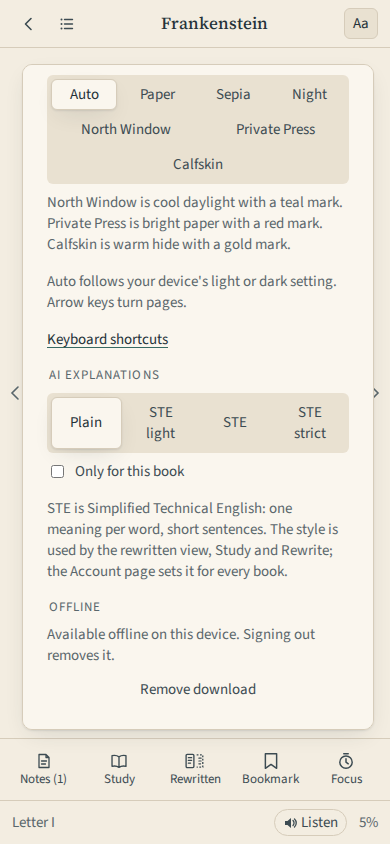 Frankenstein
Aa
Auto
Paper
Sepia
Night
North Window
Private Press
Calfskin
North Window is cool daylight with a teal mark.
Private Press is bright paper with a red mark.
Calfskin is warm hide with a gold mark.
Auto follows your device's light or dark setting.
Arrow keys turn pages.
Keyboard shortcuts
AI EXPLANATIONS
Plain
STE
light
STE
STE
strict
Only for this book
STE is Simplified Technical English: one
meaning per word, short sentences. The style is
used by the rewritten view, Study and Rewrite;
the Account page sets it for every book.
OFFLINE
Available offline on this device. Signing out
removes it.
Remove download
Notes (1)
Study
Rewritten
Bookmark
Focus
Letter I
Listen
5%